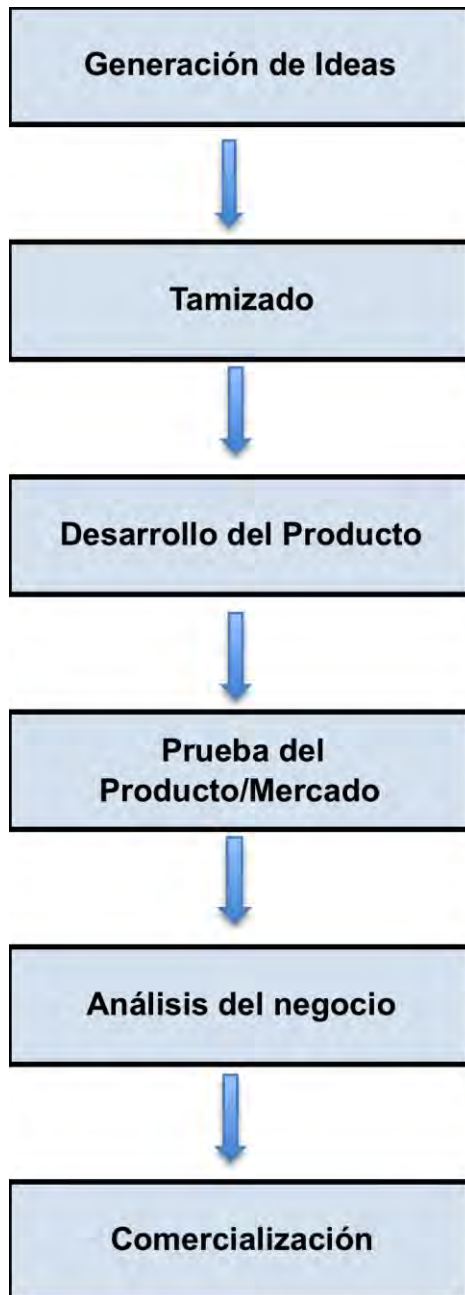 Generación de Ideas
Tamizado
Desarrollo del Producto
Prueba del
Producto/Mercado
Análisis del negocio
Comercialización